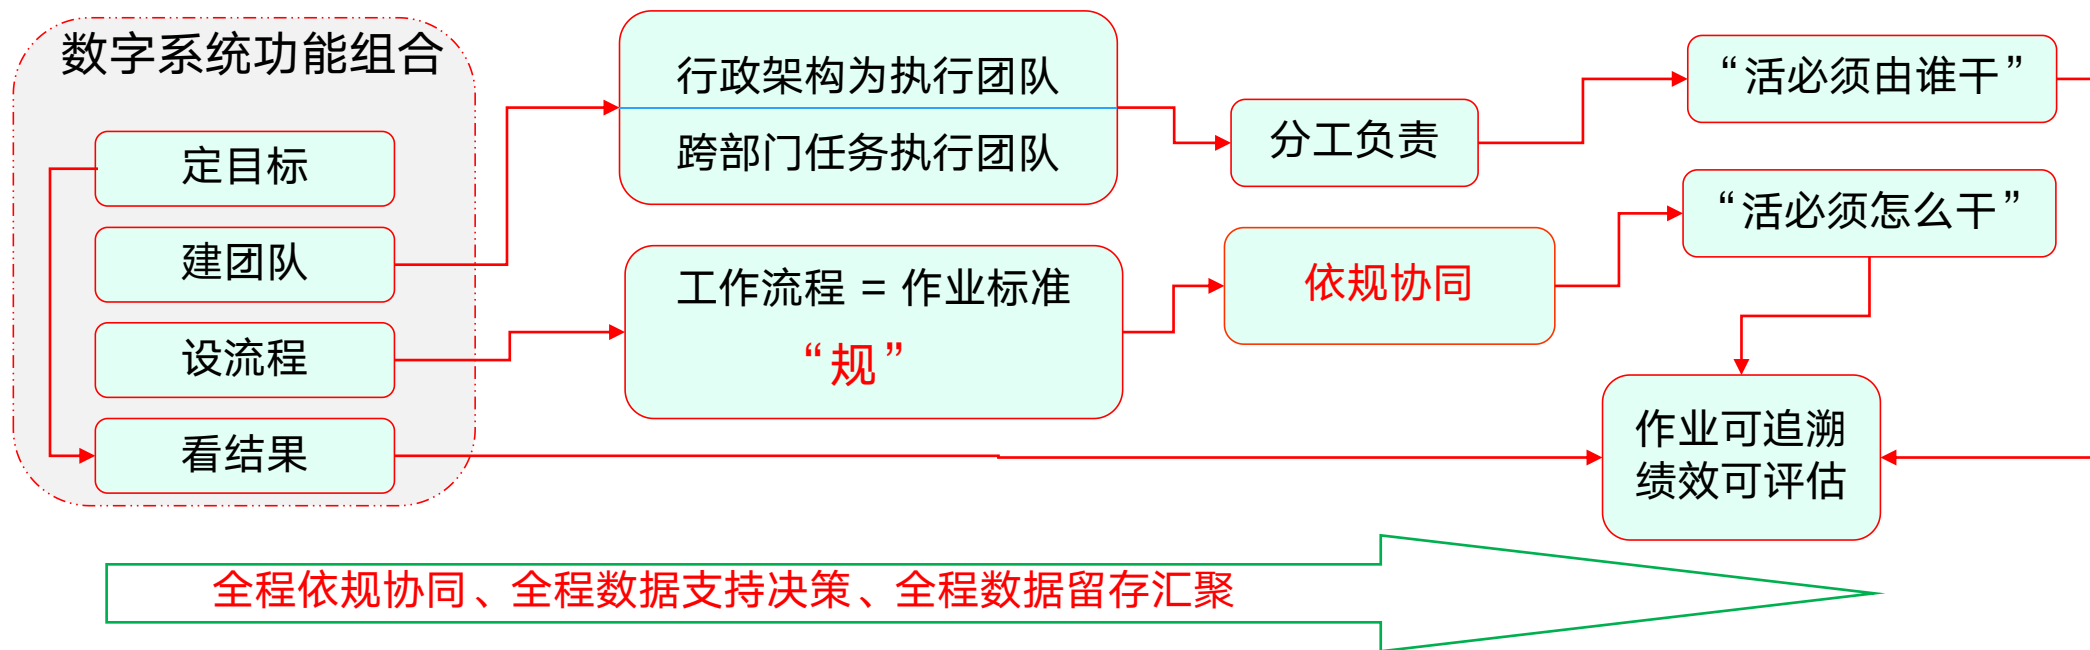 数字系统功能组合
定目标
建团队
设流程
看结果
行政架构为执行团队
跨部门任务执行团队
工作流程 = 作业标准
“规”
分工负责
依规协同
“活必须由谁干”
“活必须怎么干”
作业可追溯
绩效可评估
全程依规协同、全程数据支持决策、全程数据留存汇聚